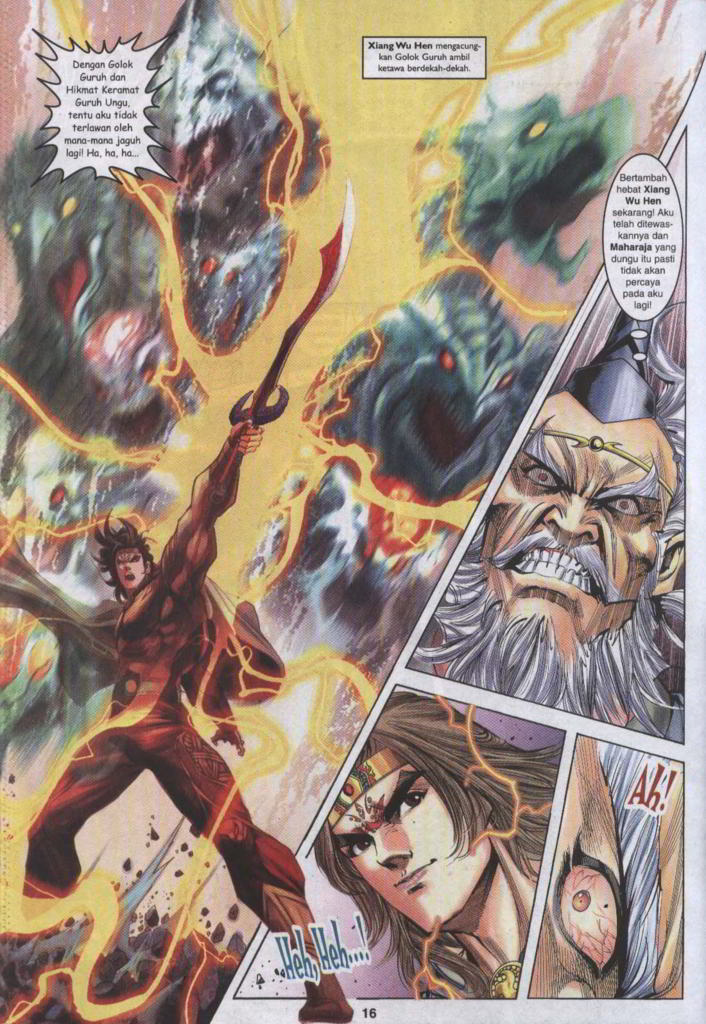 Dengan Golok
Guruh dan
Hikmat Keramat
Guruh Ungu,
tentu aku tidak
terlawan oleh
mana-mana jaguh
lagi! Ha, ha, ha...
Xiang Wu Hen mengacung-
kan Golok Guruh ambil
ketawa berdekah-dekah.
Bertambah
hebat Xiang
Wu Hen
sekarang! Aku
telah ditewas-
kannya dan
Maharaja yang
dungu itu pasti
tidak akan
percaya
pada aku
lagi!
Heh, Heh....!
Ah!
16